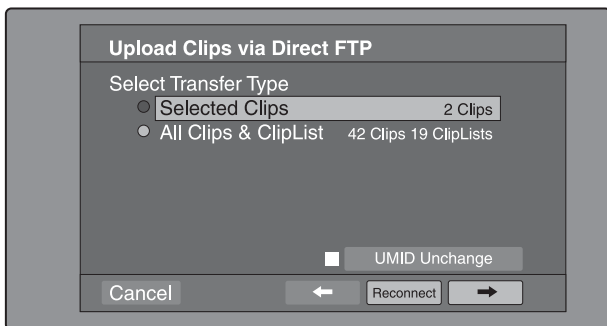 Upload Clips via Direct FTP
Select Transfer Type
Selected Clips 2 Clips
All Clips & ClipList 42 Clips 19 ClipLists
UMID Unchange
Cancel Reconnect